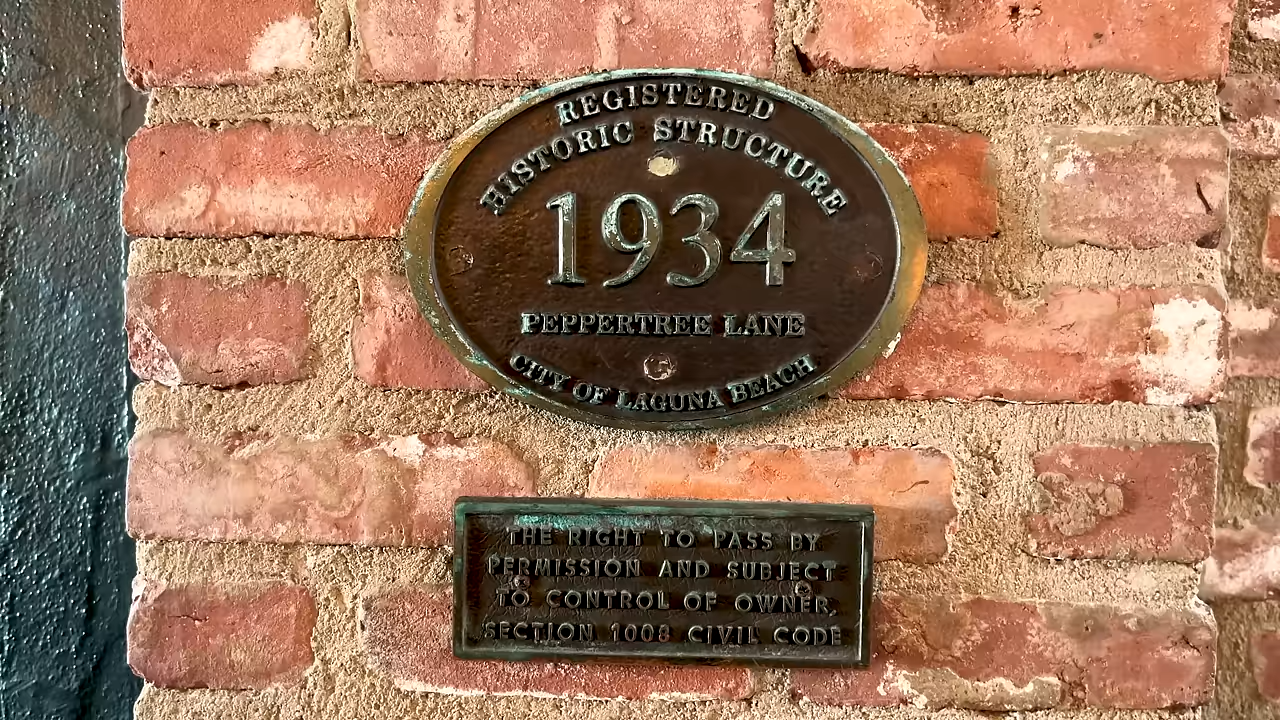 REGISTERED
HISTORIC STRUCTURE
1934
PEPPERTREE LANE
CITY OF LAGUNA BEACH
THE RIGHT TO PASS BY
PERMISSION AND SUBJECT
TO CONTROL OF OWNER,
SECTION 1008 CIVIL CODE